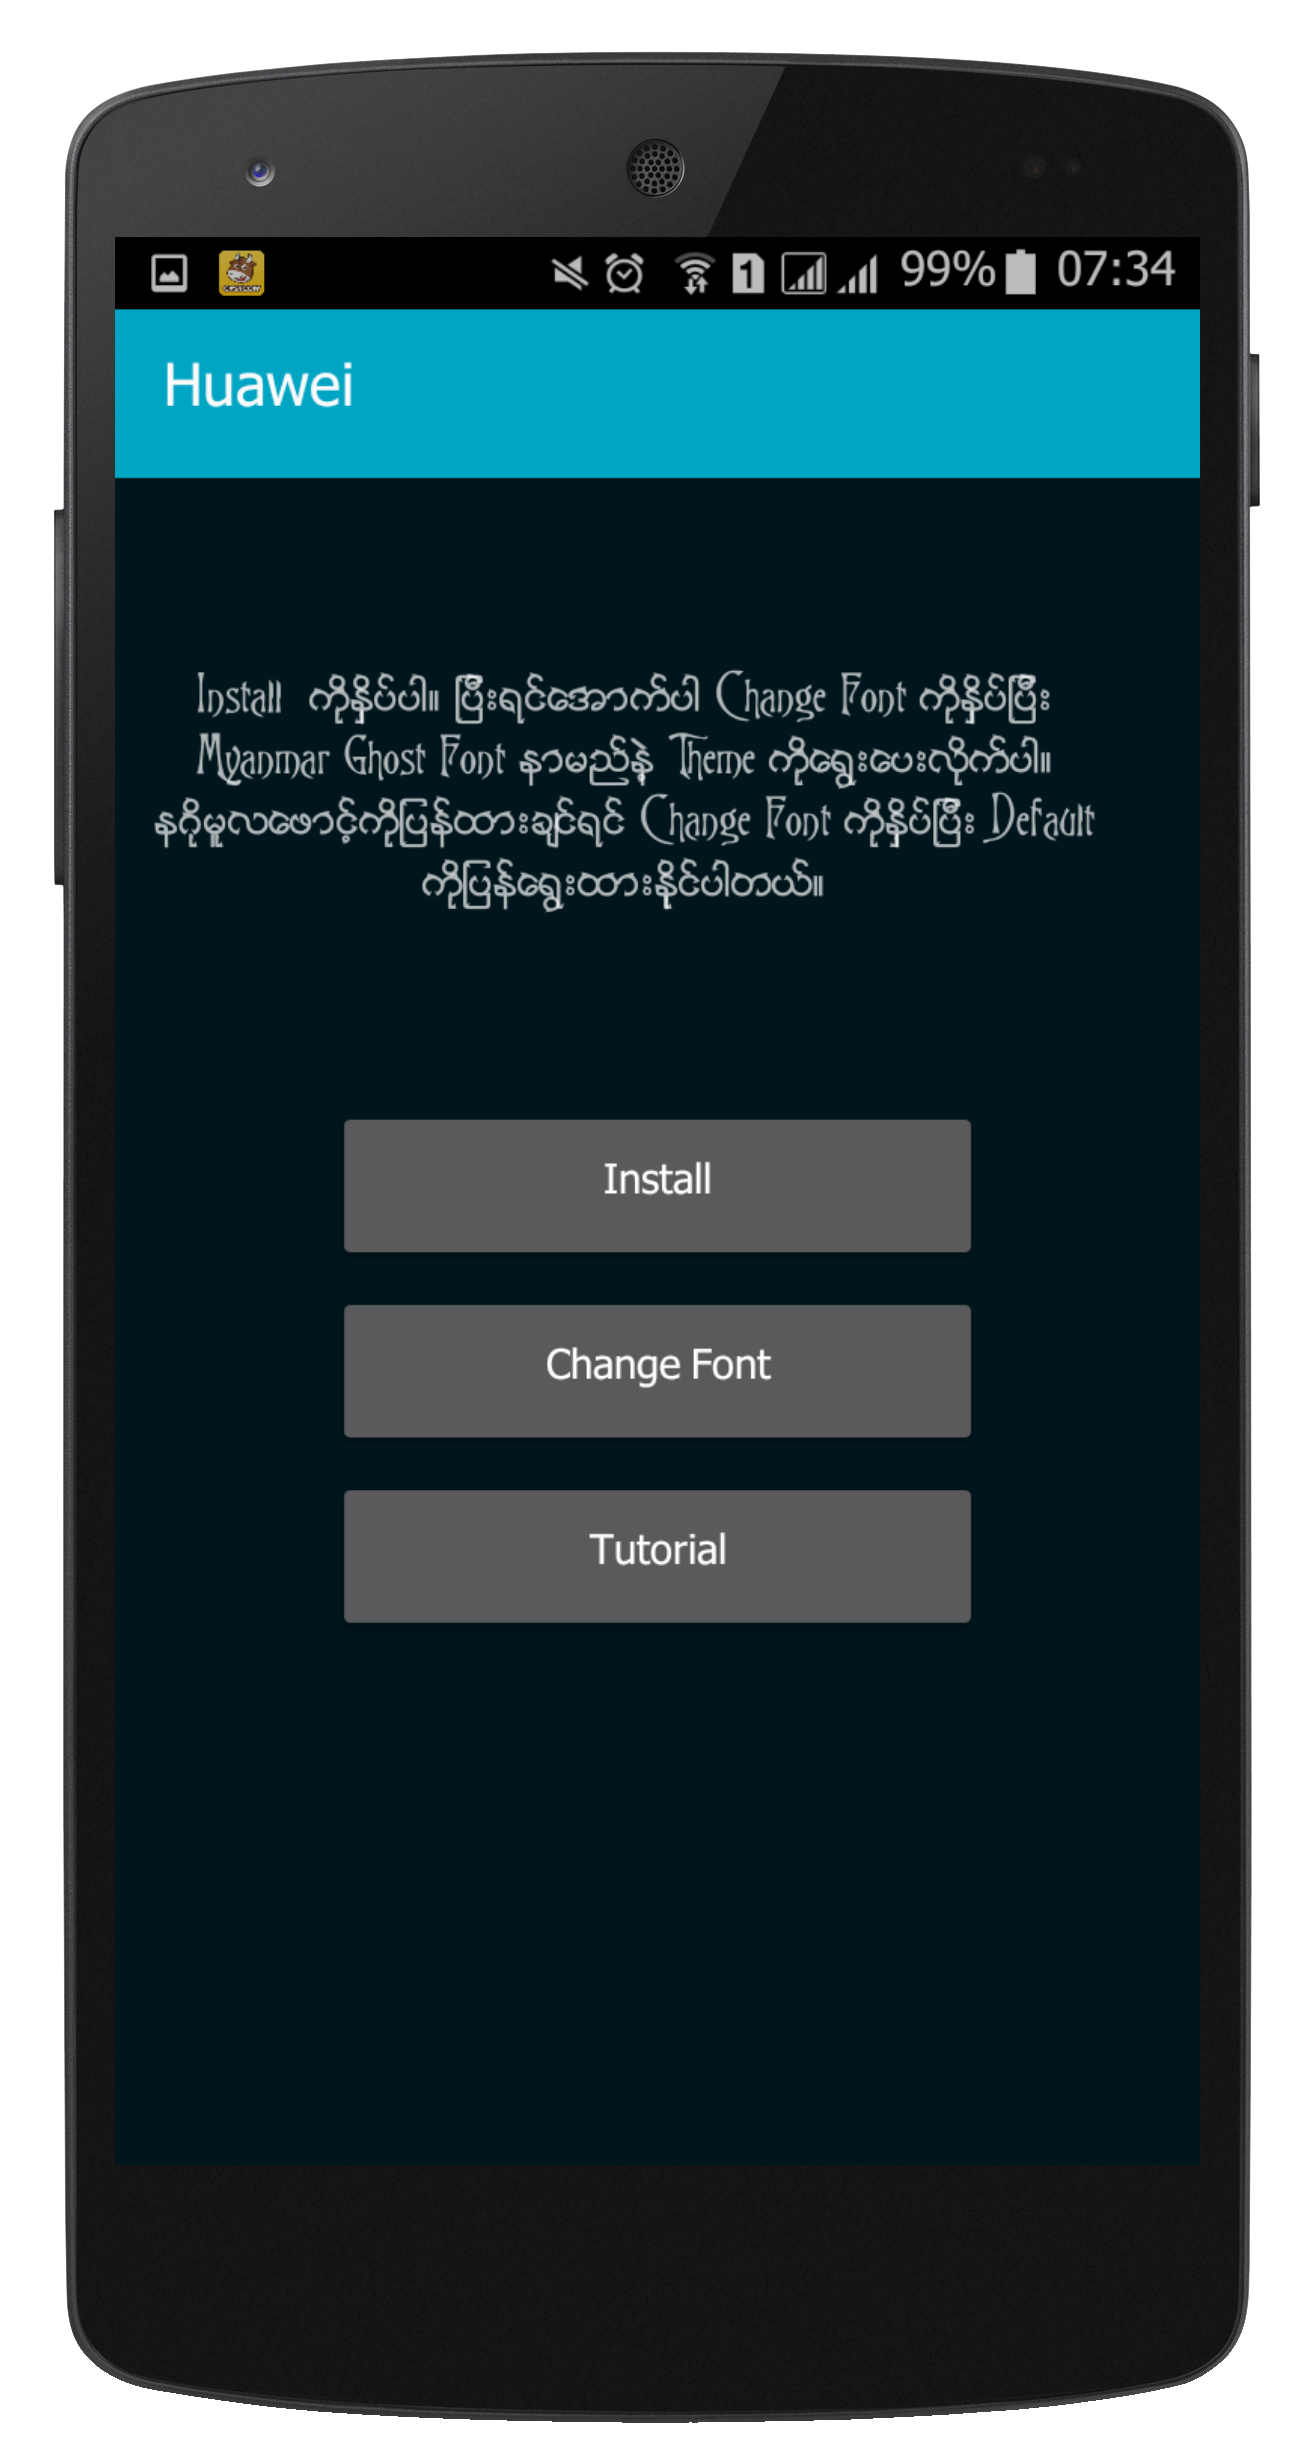 99% 07:34
Huawei
Install ကိုနှိပ်ပါ။ ပြီးရင်အောက်ပါ Change Font ကိုနှိပ်ပြီး
Myanmar Ghost Font နာမည်နဲ့ Theme ကိုရွေးပေးလိုက်ပါ။
နဂိုမူလဖောင့်ကိုပြန်ထားချင်ရင် Change Font ကိုနှိပ်ပြီး Default
ကိုပြန်ရွေးထားနိုင်ပါတယ်။
Install
Change Font
Tutorial